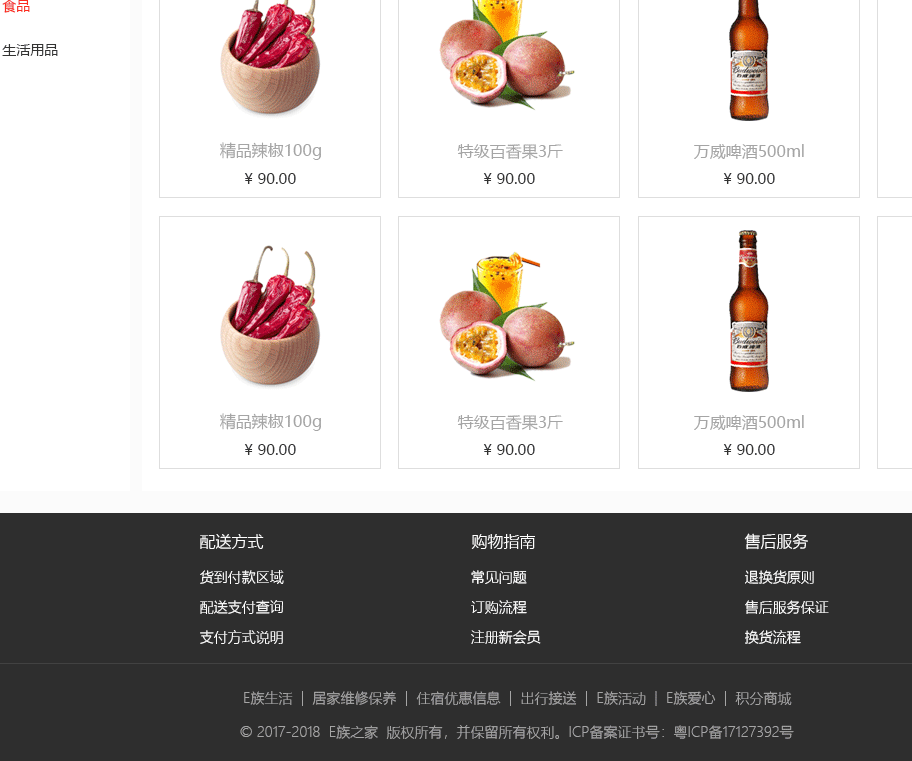 食品
生活用品
精品辣椒100g 特级百香果3斤 万威啤酒500ml
¥ 90.00 ¥ 90.00 ¥ 90.00
Budweiser
Budweiser
精品辣椒100g 特级百香果3斤 万威啤酒500ml
¥ 90.00 ¥ 90.00 ¥ 90.00
配送方式 购物指南 售后服务
货到付款区域 常见问题 退换货原则
配送支付查询 订购流程 售后服务保证
支付方式说明 注册新会员 换货流程
E族生活 | 居家维修保养 | 住宿优惠信息 | 出行接送 | E族活动 | E族爱心 | 积分商城
© 2017-2018 E族之家 版权所有，并保留所有权利。ICP备案证书号：粤ICP备17127392号